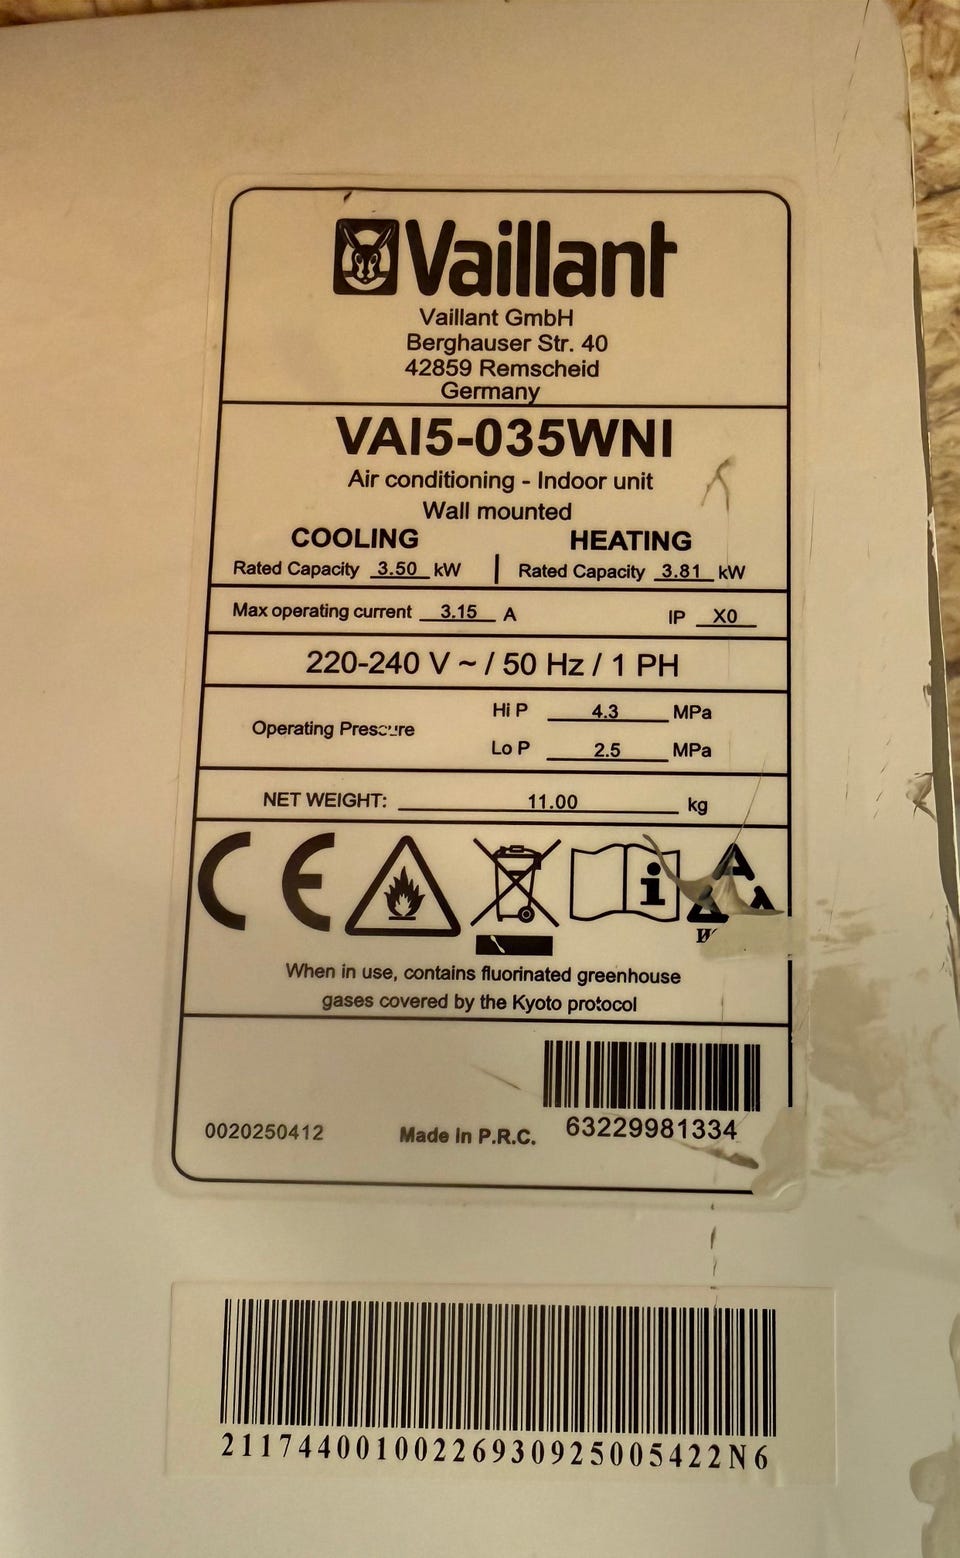 Vaillant
Vaillant GmbH
Berghauser Str. 40
42859 Remscheid
Germany
VAI5-035WNI
Air conditioning - Indoor unit
Wall mounted
COOLING HEATING
Rated Capacity 3.50 kW | Rated Capacity 3.81 kW
Max operating current 3.15 A IP X0
220-240 V ~ / 50 Hz / 1 PH
Operating Pressure
Hi P 4.3 MPa
Lo P 2.5 MPa
NET WEIGHT: 11.00 kg
CE
When in use, contains fluorinated greenhouse
gases covered by the Kyoto protocol
0020250412 Made In P.R.C. 63229981334
21174400100226930925005422N6